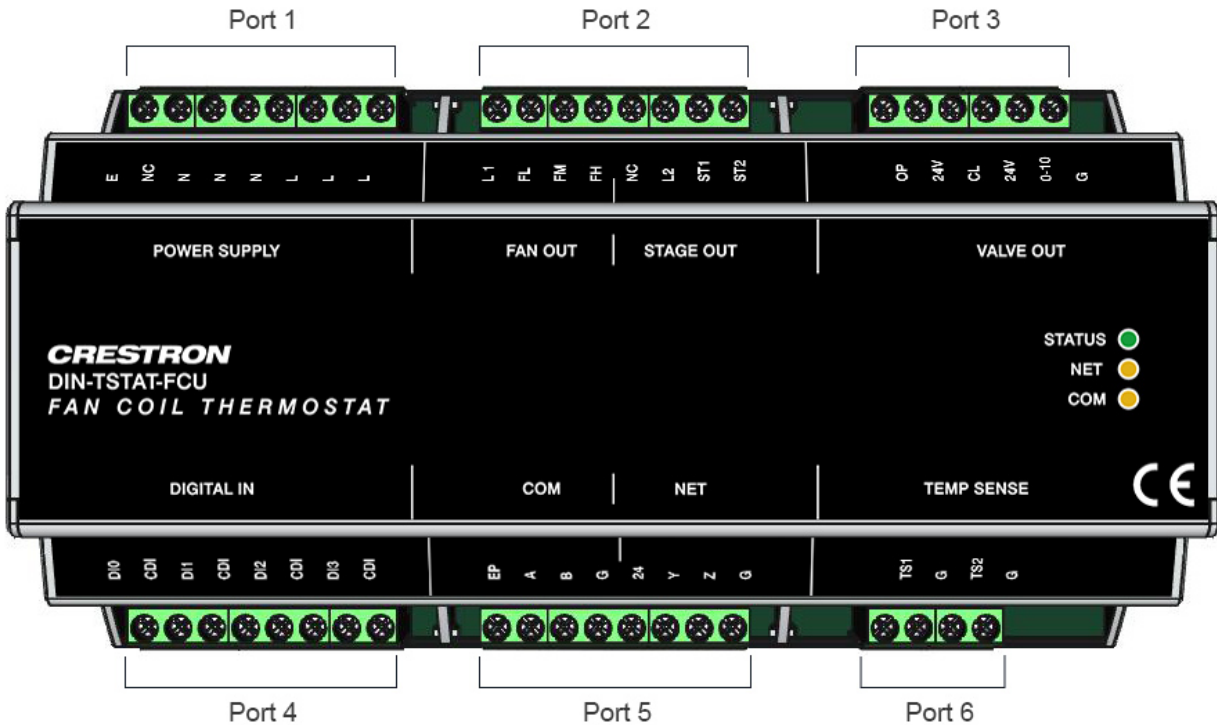 Port 1 Port 2 Port 3
E NC N N N L L L L1 FL FM FH NC L2 ST1 ST2 OP 24V CL 24V 0-10 G
POWER SUPPLY FAN OUT STAGE OUT VALVE OUT
STATUS
CRESTRON
NET
DIN-TSTAT-FCU
COM
FAN COIL THERMOSTAT
DIGITAL IN COM NET TEMP SENSE CE
DI0 CDI DI1 CDI DI2 CDI DI3 CDI EP A B G 24 Y Z G TS1 G TS2 G
Port 4 Port 5 Port 6